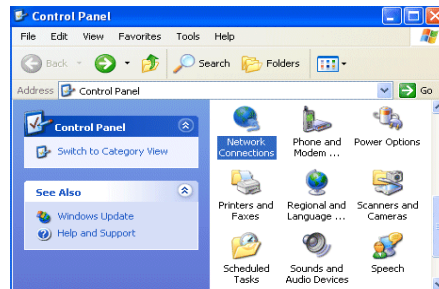 Control Panel
File Edit View Favorites Tools Help
Back Search Folders
Address Control Panel Go
Control Panel
Switch to Category View
See Also
Windows Update
Help and Support
Network
Connections
Phone and
Modem ...
Power Options
Printers and
Faxes
Regional and
Language ...
Scanners and
Cameras
Scheduled
Tasks
Sounds and
Audio Devices
Speech